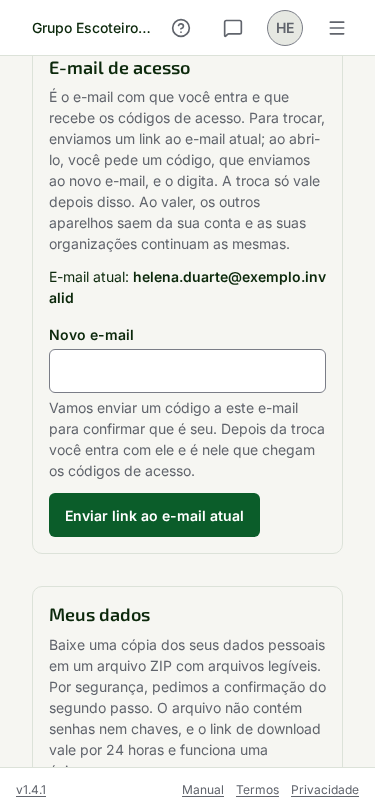 Grupo Escoteiro...
HE
E-mail de acesso
É o e-mail com que você entra e que
recebe os códigos de acesso. Para trocar,
enviamos um link ao e-mail atual; ao abri-
lo, você pede um código, que enviamos
ao novo e-mail, e o digita. A troca só vale
depois disso. Ao valer, os outros
aparelhos saem da sua conta e as suas
organizações continuam as mesmas.
E-mail atual: helena.duarte@exemplo.inv
alid
Novo e-mail
Vamos enviar um código a este e-mail
para confirmar que é seu. Depois da troca
você entra com ele e é nele que chegam
os códigos de acesso.
Enviar link ao e-mail atual
Meus dados
Baixe uma cópia dos seus dados pessoais
em um arquivo ZIP com arquivos legíveis.
Por segurança, pedimos a confirmação do
segundo passo. O arquivo não contém
senhas nem chaves, e o link de download
vale por 24 horas e funciona uma
v1.4.1
Manual Termos Privacidade